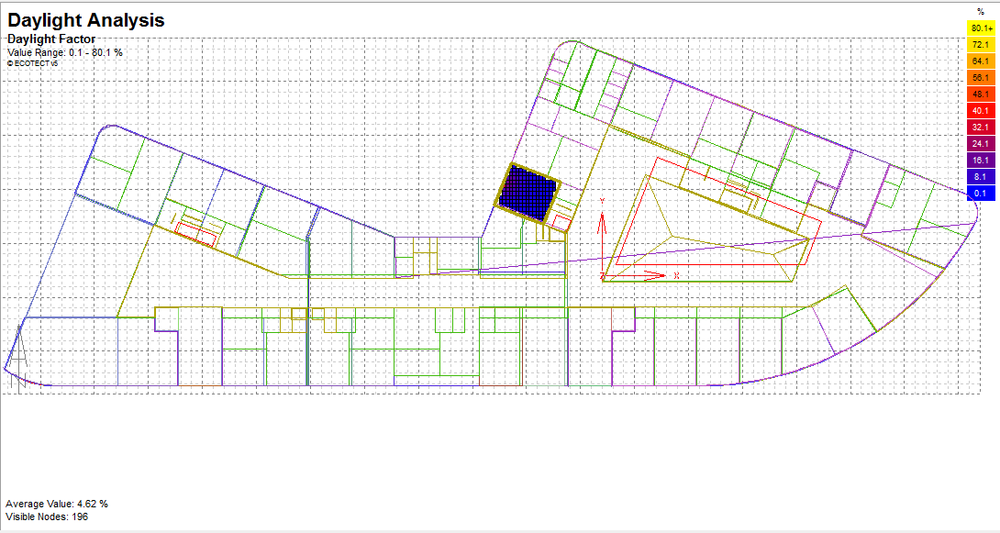 Daylight Analysis
Daylight Factor
Value Range: 0.1 - 80.1 %
© ECOTECT v5
%
80.1+
72.1
64.1
56.1
48.1
40.1
32.1
24.1
16.1
8.1
0.1
Y
Z
X
Average Value: 4.62 %
Visible Nodes: 196